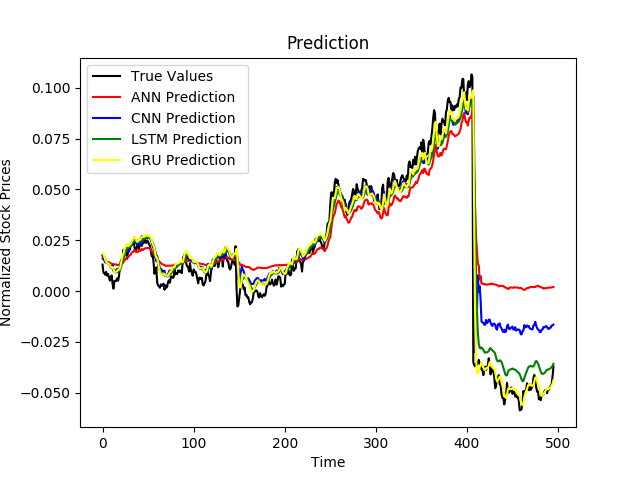 Prediction
True Values
ANN Prediction
CNN Prediction
LSTM Prediction
GRU Prediction
0.100
0.075
0.050
0.025
0.000
−0.025
−0.050
Normalized Stock Prices
0 100 200 300 400 500
Time